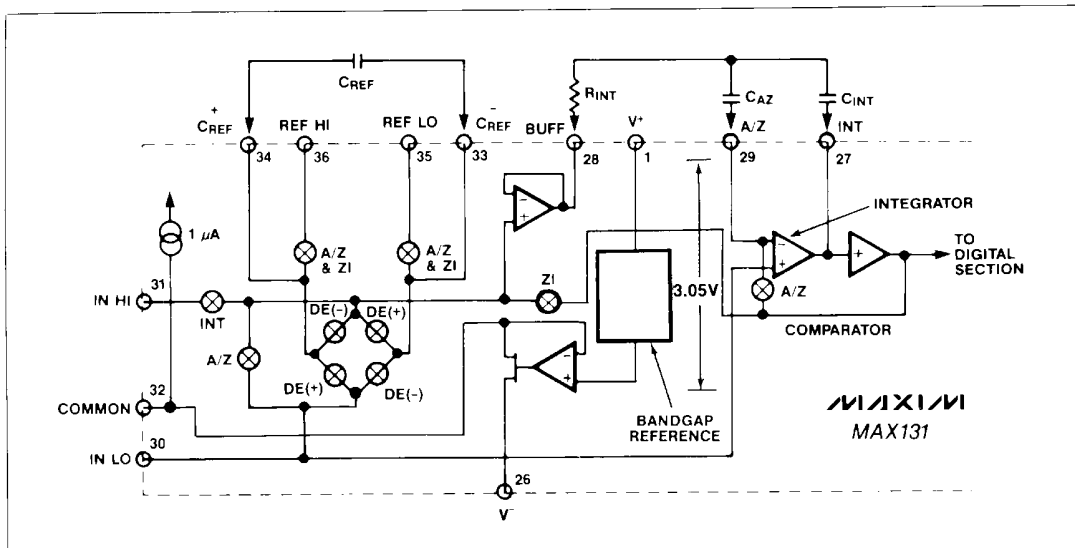 CREF
RINT
CAZ
CINT
+
CREF
REF HI
REF LO
CREF
-
BUFF
V+
A/Z
INT
34
36
35
33
28
1
29
27
INTEGRATOR
1 µA
A/Z
& ZI
A/Z
& ZI
-
+
-
+
+
TO
DIGITAL
SECTION
31
IN HI
INT
ZI
3.05V
A/Z
DE(-)
DE(+)
COMPARATOR
A/Z
DE(+)
DE(-)
-
+
32
COMMON
BANDGAP
REFERENCE
MAXIM
MAX131
30
IN LO
26
V-